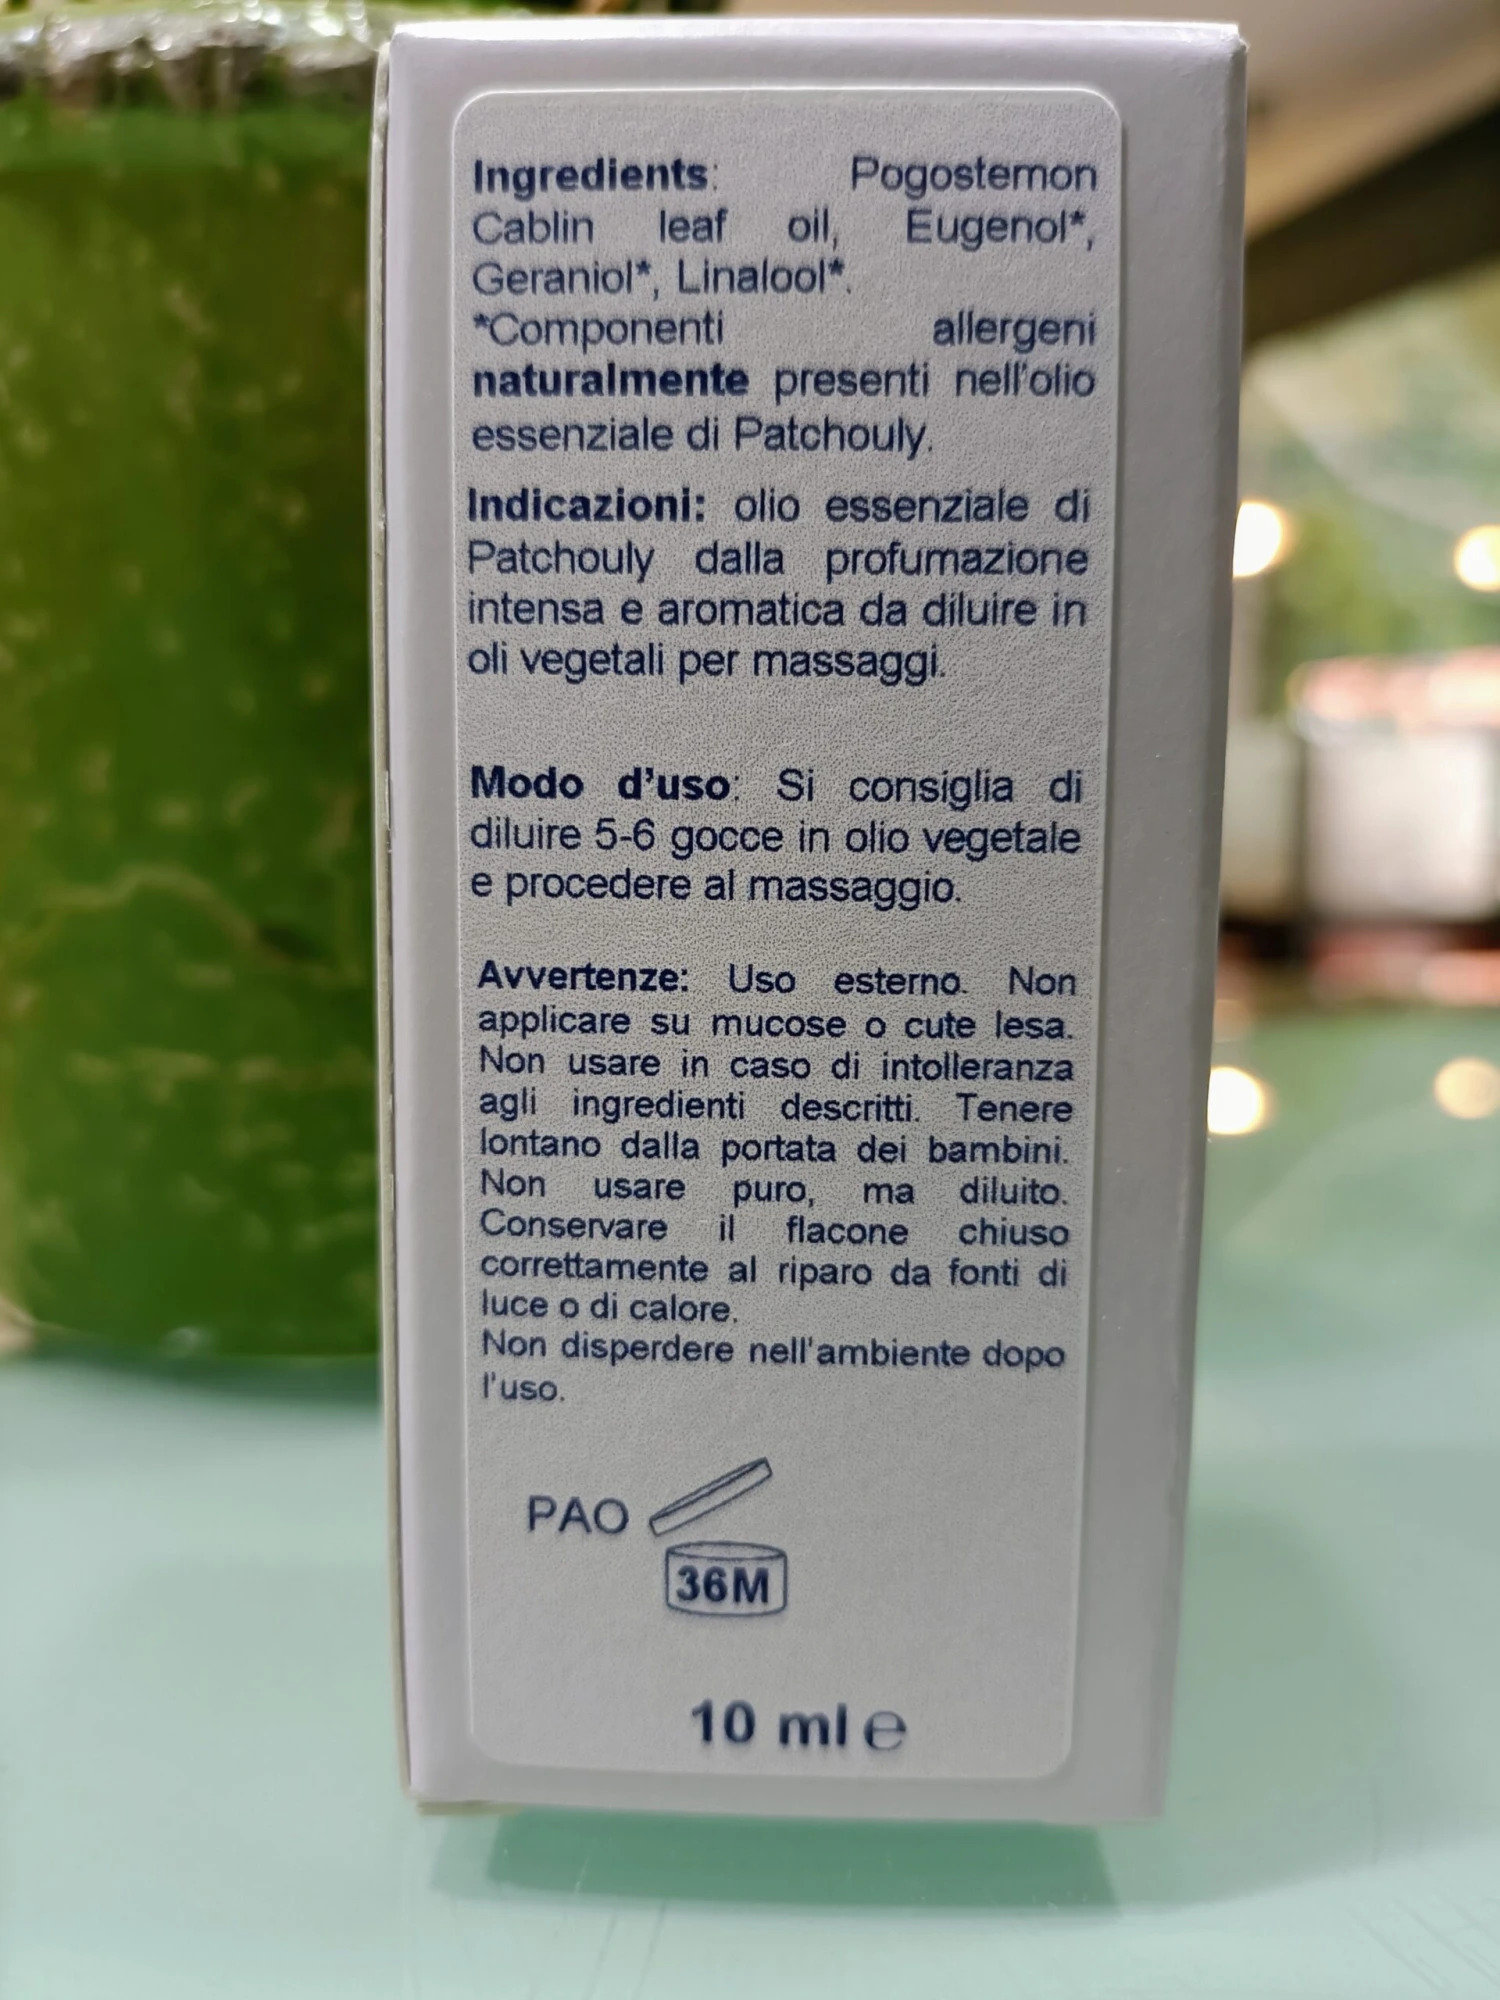 Ingredients: Pogostemon
Cablin leaf oil, Eugenol*,
Geraniol*, Linalool*.
*Componenti allergeni
naturalmente presenti nell'olio
essenziale di Patchouly.
Indicazioni: olio essenziale di
Patchouly dalla profumazione
intensa e aromatica da diluire in
oli vegetali per massaggi.
Modo d’uso: Si consiglia di
diluire 5-6 gocce in olio vegetale
e procedere al massaggio.
Avvertenze: Uso esterno. Non
applicare su mucose o cute lesa.
Non usare in caso di intolleranza
agli ingredienti descritti. Tenere
lontano dalla portata dei bambini.
Non usare puro, ma diluito.
Conservare il flacone chiuso
correttamente al riparo da fonti di
luce o di calore.
Non disperdere nell'ambiente dopo
l'uso.
PAO
36M
10 ml ℮